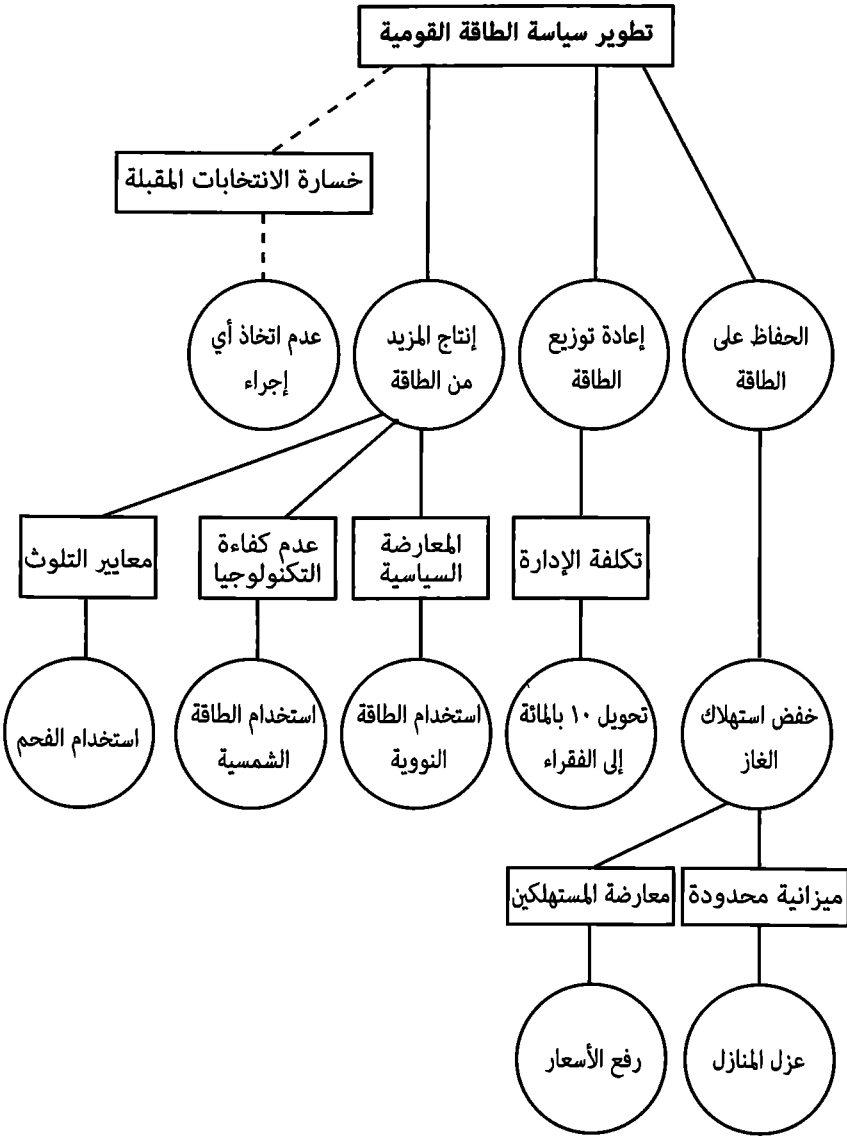 تطوير سياسة الطاقة القومية
خسارة الانتخابات المقبلة
الحفاظ على
الطاقة
إعادة توزيع
الطاقة
إنتاج المزيد
من الطاقة
عدم اتخاذ أي
إجراء
تكلفة الإدارة
المعارضة
السياسية
عدم كفاءة
التكنولوجيا
معايير التلوث
خفض استهلاك
الغاز
تحويل ١٠ بالمائة
إلى الفقراء
استخدام الطاقة
النووية
استخدام الطاقة
الشمسية
استخدام الفحم
ميزانية محدودة
معارضة المستهلكين
عزل المنازل
رفع الأسعار